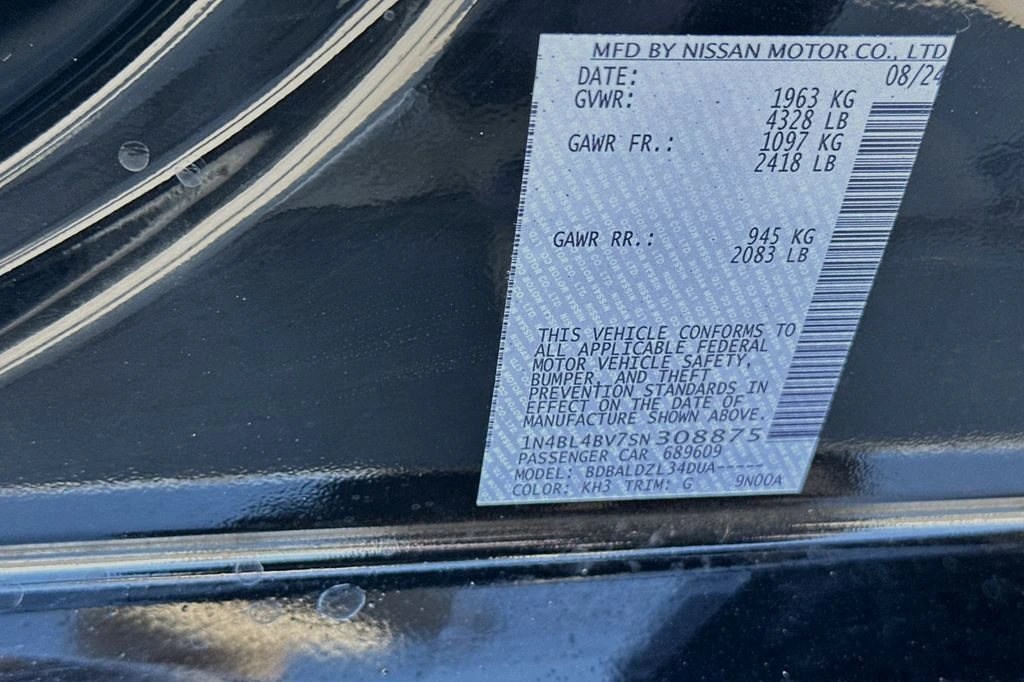 MFD BY NISSAN MOTOR CO., LTD
DATE: 08/24
GVWR: 1963 KG
4328 LB
GAWR FR.: 1097 KG
2418 LB
GAWR RR.: 945 KG
2083 LB
THIS VEHICLE CONFORMS TO
ALL APPLICABLE FEDERAL
MOTOR VEHICLE SAFETY,
BUMPER, AND THEFT
PREVENTION STANDARDS IN
EFFECT ON THE DATE OF
MANUFACTURE SHOWN ABOVE.
1N4BL4BV7SN308875
PASSENGER CAR 689609
MODEL: BDBALDZL34DUA-----
COLOR: KH3 TRIM: G 9N00A